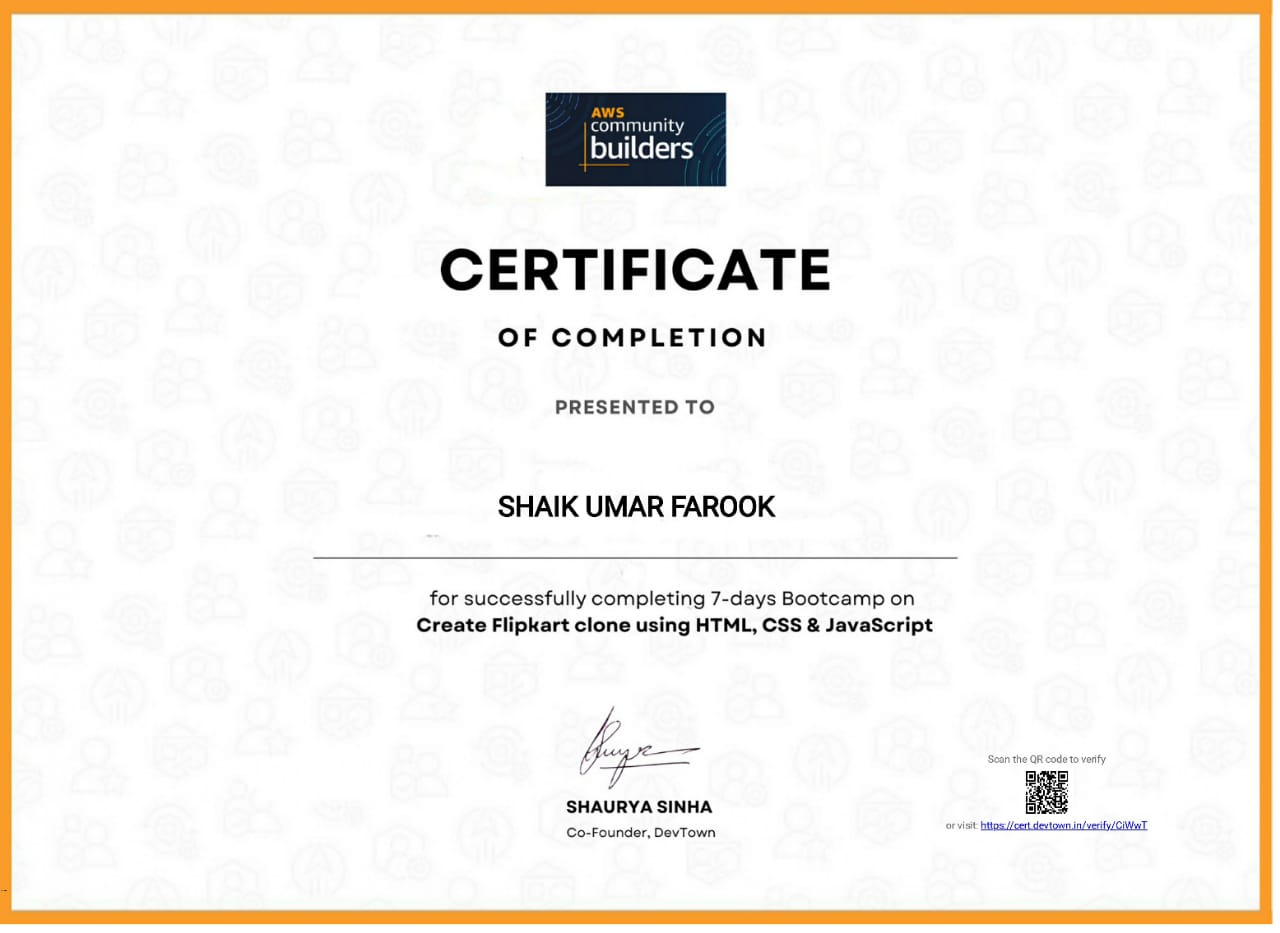 AWS
community
builders
CERTIFICATE
OF COMPLETION
PRESENTED TO
SHAIK UMAR FAROOK
for successfully completing 7-days Bootcamp on
Create Flipkart clone using HTML, CSS & JavaScript
SHAURYA SINHA
Co-Founder, DevTown
Scan the QR code to verify
or visit: https://cert.devtown.in/verify/CiWwT